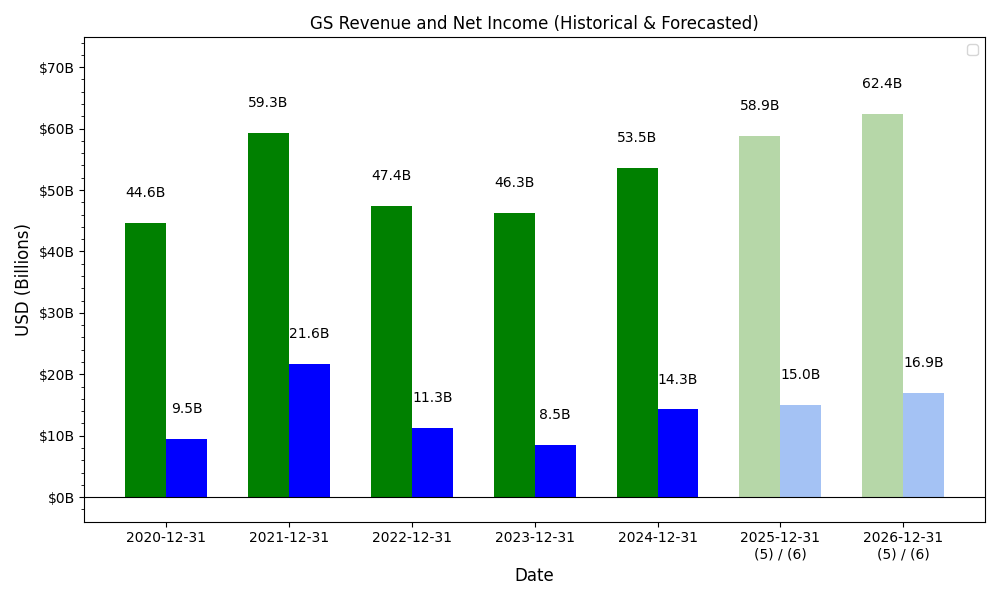 GS Revenue and Net Income (Historical & Forecasted)
USD (Billions)
$70B
$60B
$50B
$40B
$30B
$20B
$10B
$0B
44.6B
9.5B
59.3B
21.6B
47.4B
11.3B
46.3B
8.5B
53.5B
14.3B
58.9B
15.0B
62.4B
16.9B
2020-12-31
2021-12-31
2022-12-31
2023-12-31
2024-12-31
2025-12-31
(5) / (6)
2026-12-31
(5) / (6)
Date